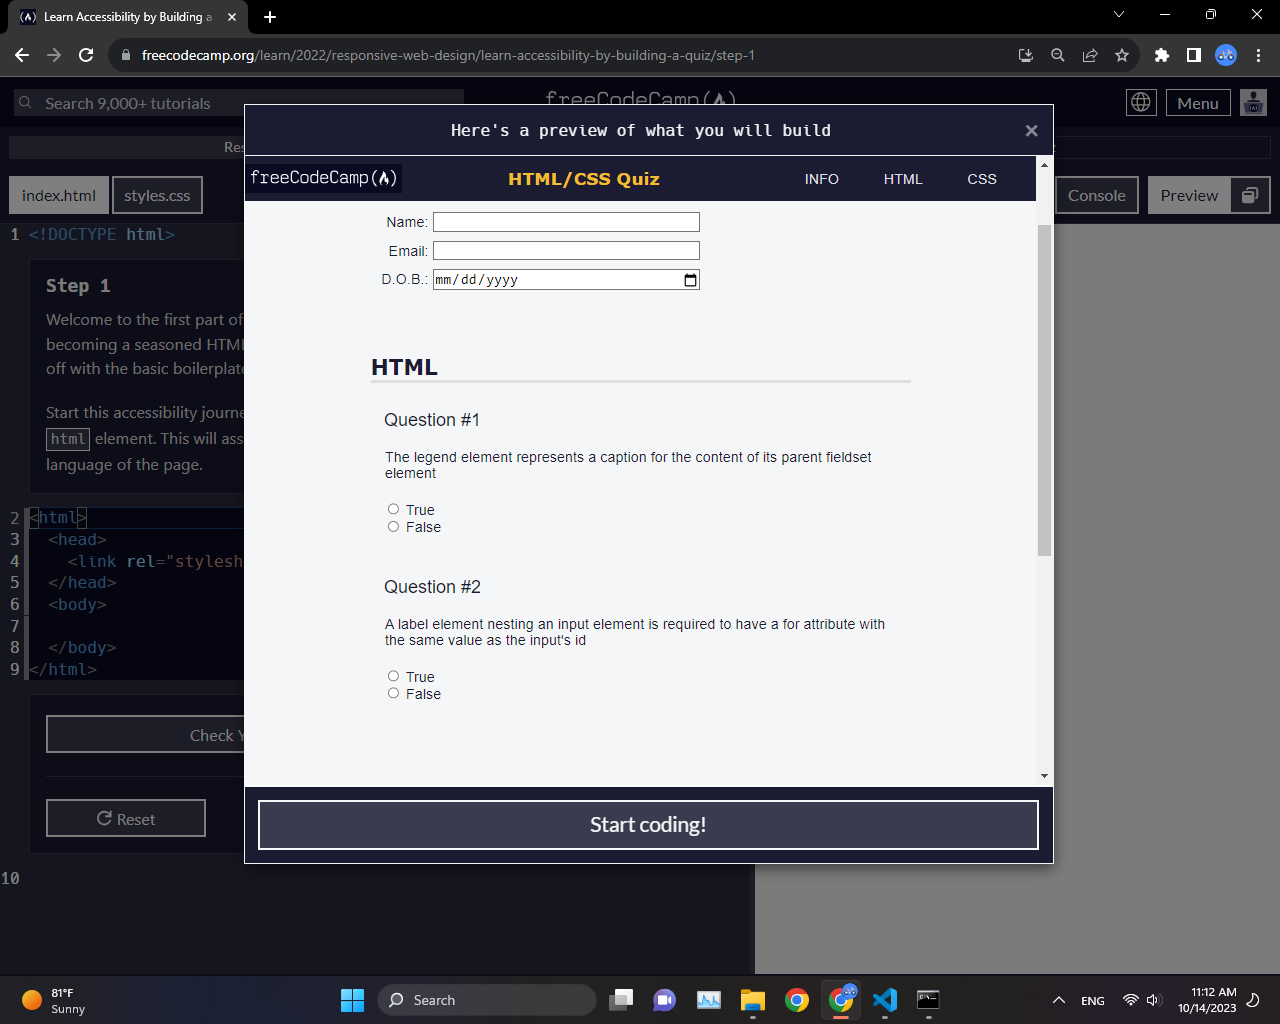 Learn Accessibility by Building a
freecodecamp.org/learn/2022/responsive-web-design/learn-accessibility-by-building-a-quiz/step-1
Search 9,000+ tutorials
freeCodeCamp
Menu
Here's a preview of what you will build
index.html
styles.css
Console
Preview
freeCodeCamp
HTML/CSS Quiz
INFO
HTML
CSS
Name:
Email:
D.O.B.: mm/dd/yyyy
HTML
Question #1
The legend element represents a caption for the content of its parent fieldset
element
True
False
Question #2
A label element nesting an input element is required to have a for attribute with
the same value as the input's id
True
False
Start coding!
1 <!DOCTYPE html>
Step 1
Welcome to the first part of
becoming a seasoned HTML
off with the basic boilerplate
Start this accessibility journe
html element. This will ass
language of the page.
2 <html>
3 <head>
4 <link rel="stylesh
5 </head>
6 <body>
7
8 </body>
9 </html>
Check Y
Reset
10
81°F
Sunny
Search
ENG
11:12 AM
10/14/2023